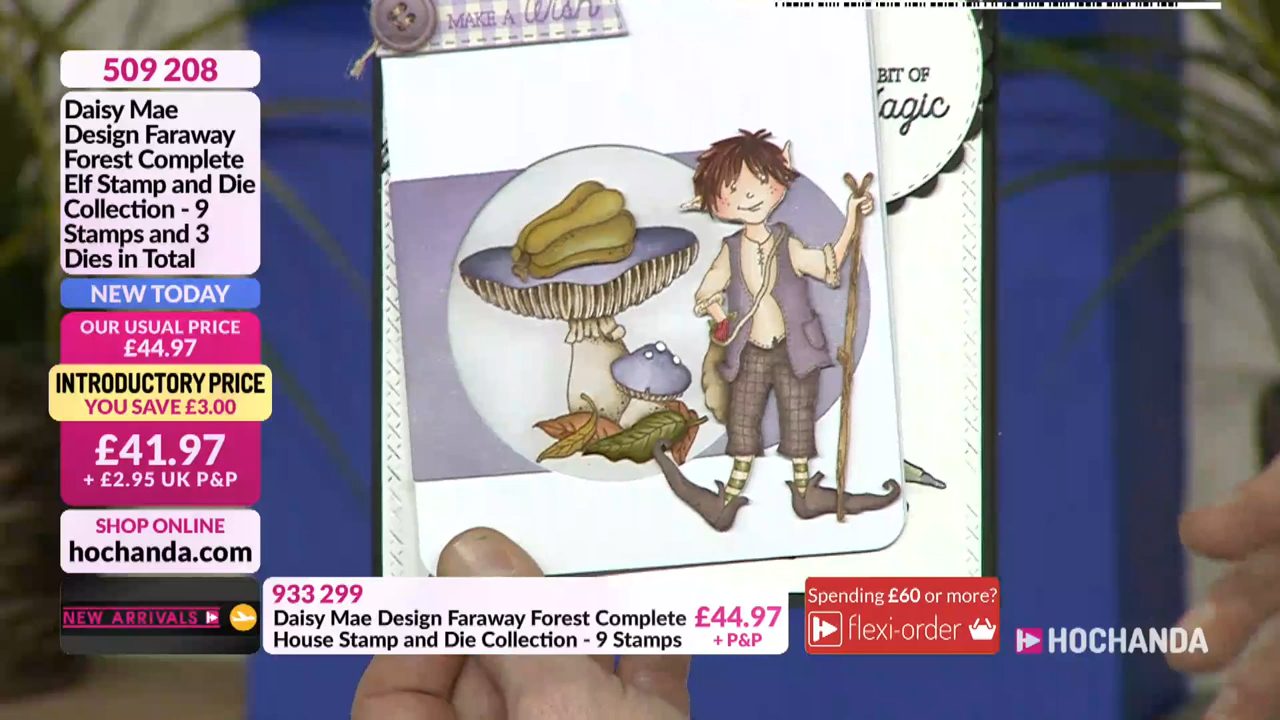 MAKE A Wish
BIT OF
Magic
509 208
Daisy Mae
Design Faraway
Forest Complete
Elf Stamp and Die
Collection - 9
Stamps and 3
Dies in Total
NEW TODAY
OUR USUAL PRICE
£44.97
INTRODUCTORY PRICE
YOU SAVE £3.00
£41.97
+ £2.95 UK P&P
SHOP ONLINE
hochanda.com
NEW ARRIVALS
933 299
Daisy Mae Design Faraway Forest Complete
House Stamp and Die Collection - 9 Stamps
£44.97
+ P&P
Spending £60 or more?
flexi-order
HOCHANDA